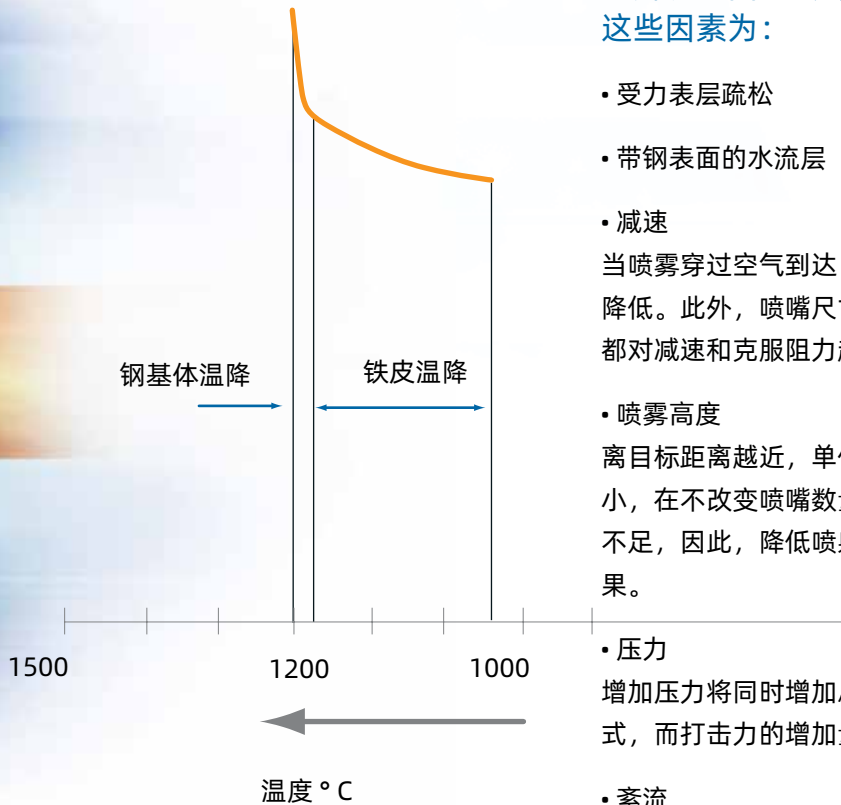 这些因素为：
• 受力表层疏松
• 带钢表面的水流层
• 减速
当喷雾穿过空气到达
降低。此外，喷嘴尺
都对减速和克服阻力
• 喷雾高度
离目标距离越近，单
小，在不改变喷嘴数
不足，因此，降低喷
果。
• 压力
增加压力将同时增加
式，而打击力的增加
• 紊流
钢基体温降
铁皮温降
1500
1200
1000
温度 ° C